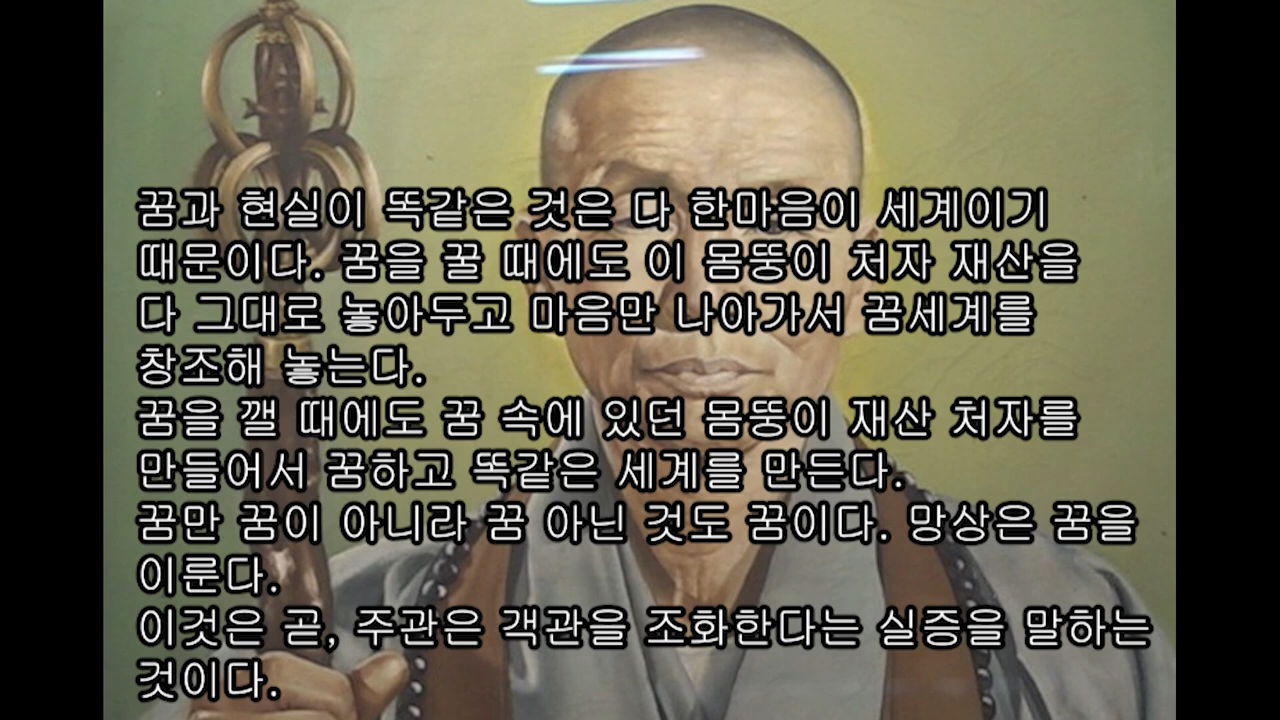 꿈과 현실이 똑같은 것은 다 한마음이 세계이기
때문이다. 꿈을 꿀 때에도 이 몸뚱이 처자 재산을
다 그대로 놓아두고 마음만 나아가서 꿈세계를
창조해 놓는다.
꿈을 깰 때에도 꿈 속에 있던 몸뚱이 재산 처자를
만들어서 꿈하고 똑같은 세계를 만든다.
꿈만 꿈이 아니라 꿈 아닌 것도 꿈이다. 망상은 꿈을
이룬다.
이것은 곧, 주관은 객관을 조화한다는 실증을 말하는
것이다.